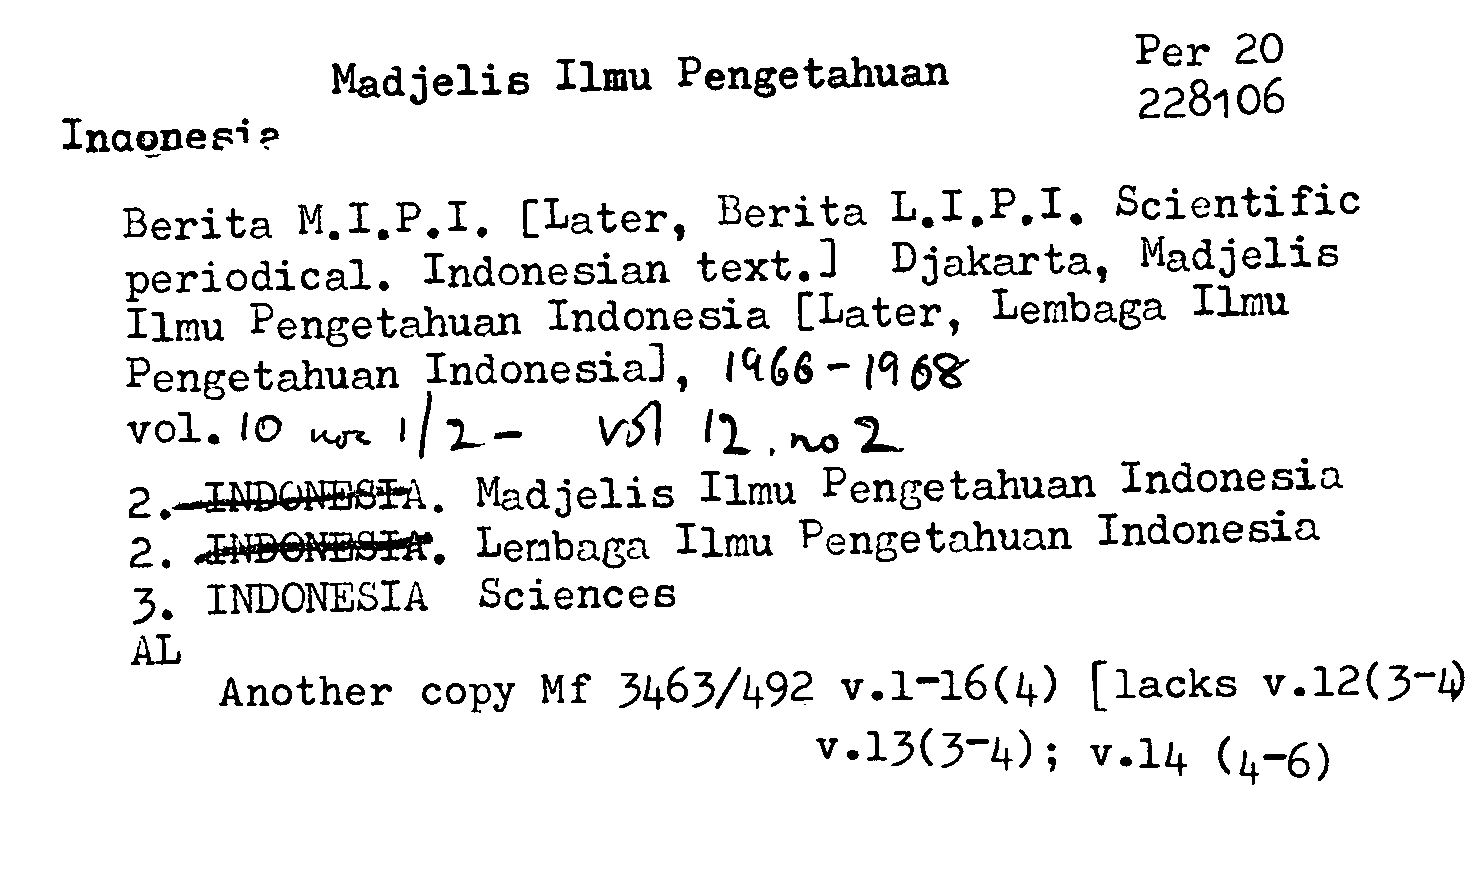 Madjelis Ilmu Pengetahuan
Per 20
228106
Indonesia
Berita M.I.P.I. [Later, Berita L.I.P.I. Scientific
periodical. Indonesian text.] Djakarta, Madjelis
Ilmu Pengetahuan Indonesia [Later, Lembaga Ilmu
Pengetahuan Indonesia], 1966-1968
vol. 10 nos 1/2 - vol 12, no 2
2. INDONESIA. Madjelis Ilmu Pengetahuan Indonesia
2. INDONESIA. Lembaga Ilmu Pengetahuan Indonesia
3. INDONESIA Sciences
AL
Another copy Mf 3463/492 v.1-16(4) [lacks v.12(3-4)
v.13(3-4); v.14 (4-6)